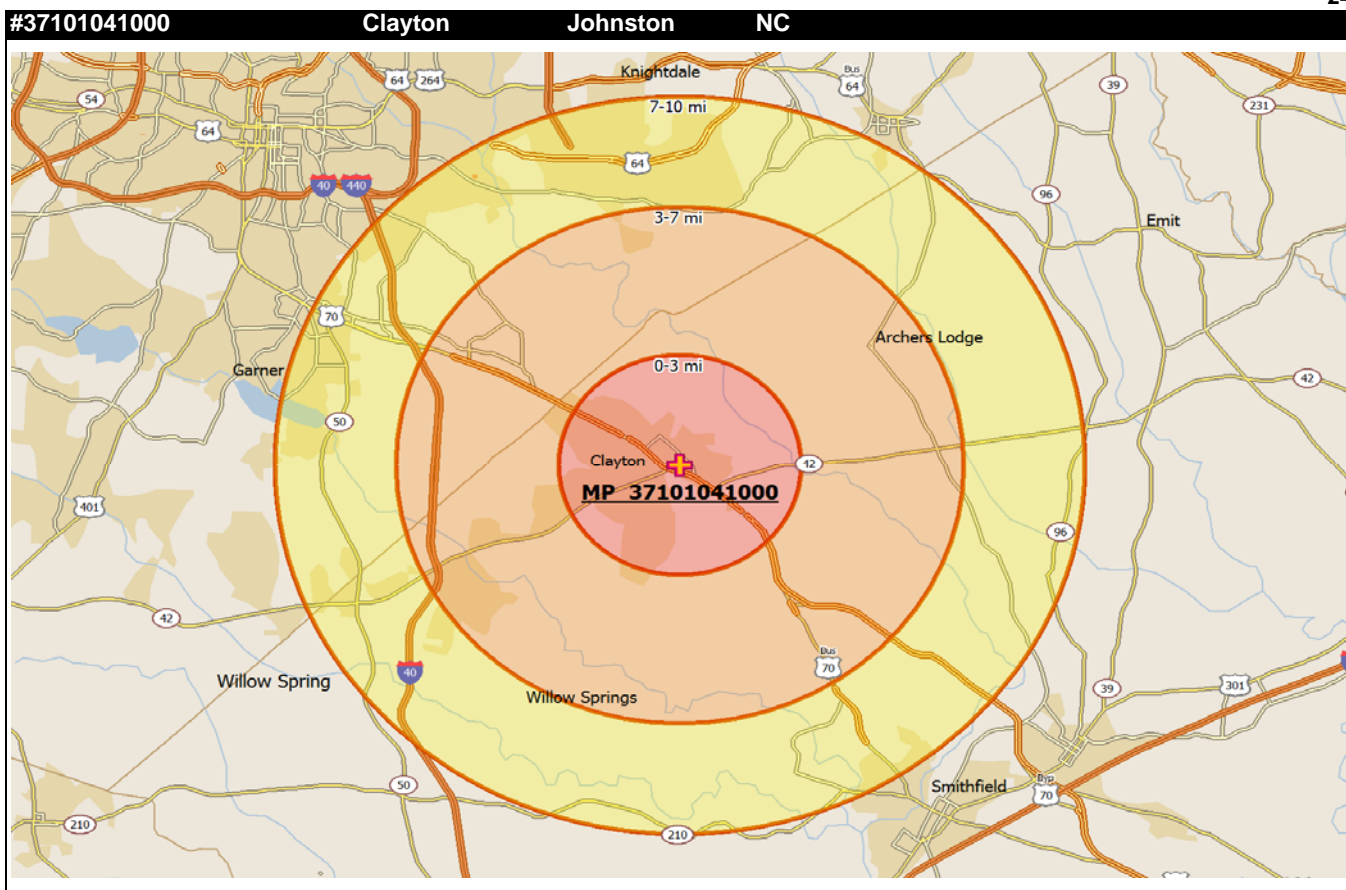 #37101041000 Clayton Johnston NC
Knightdale
Bus
64
64
264
39
54
7-10 mi
231
64
64
40
440
96
3-7 mi
Emit
70
Archers Lodge
0-3 mi
Garner
42
50
Clayton
42
MP 37101041000
401
96
42
Bus
70
40
Willow Spring
39
301
Willow Springs
50
Smithfield
Byp
70
210
210